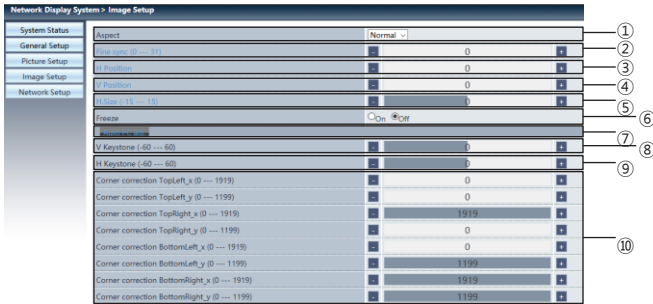 Network Display System > Image Setup
System Status
General Setup
Picture Setup
Image Setup
Network Setup
Aspect Normal ①
Fine sync (0 --- 31) - 0 + ②
H Position - 0 + ③
V Position - 0 + ④
H.Size (-15 --- 15) - 0 + ⑤
Freeze On Off ⑥
⑦
V Keystone (-60 --- 60) - 0 + ⑧
H Keystone (-60 --- 60) - 0 + ⑨
Corner correction TopLeft_x (0 --- 1919) - 0 +
Corner correction TopLeft_y (0 --- 1199) - 0 +
Corner correction TopRight_x (0 --- 1919) - 1919 +
Corner correction TopRight_y (0 --- 1199) - 0 +
Corner correction BottomLeft_x (0 --- 1919) - 0 + ⑩
Corner correction BottomLeft_y (0 --- 1199) - 1199 +
Corner correction BottomRight_x (0 --- 1919) - 1919 +
Corner correction BottomRight_y (0 --- 1199) - 1199 +